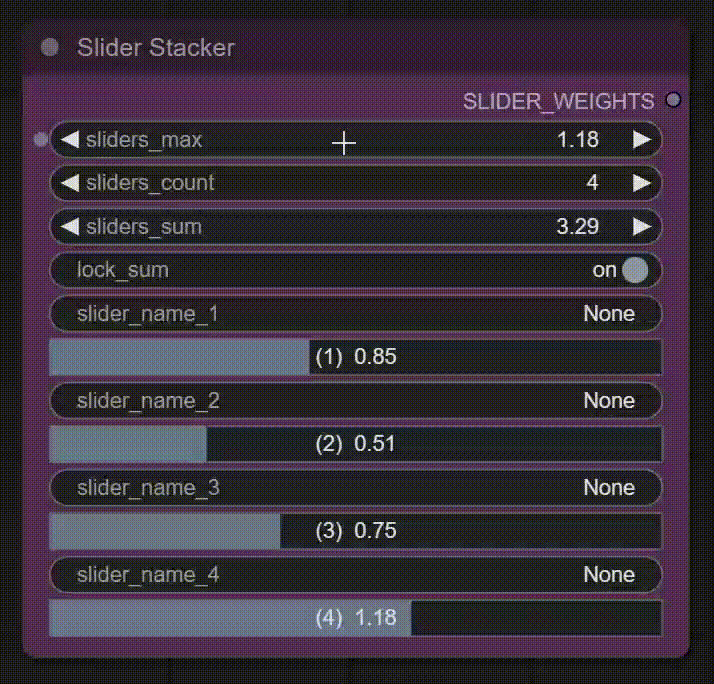 Slider Stacker
SLIDER_WEIGHTS
sliders_max 1.18
sliders_count 4
sliders_sum 3.29
lock_sum on
slider_name_1 None
(1) 0.85
slider_name_2 None
(2) 0.51
slider_name_3 None
(3) 0.75
slider_name_4 None
(4) 1.18